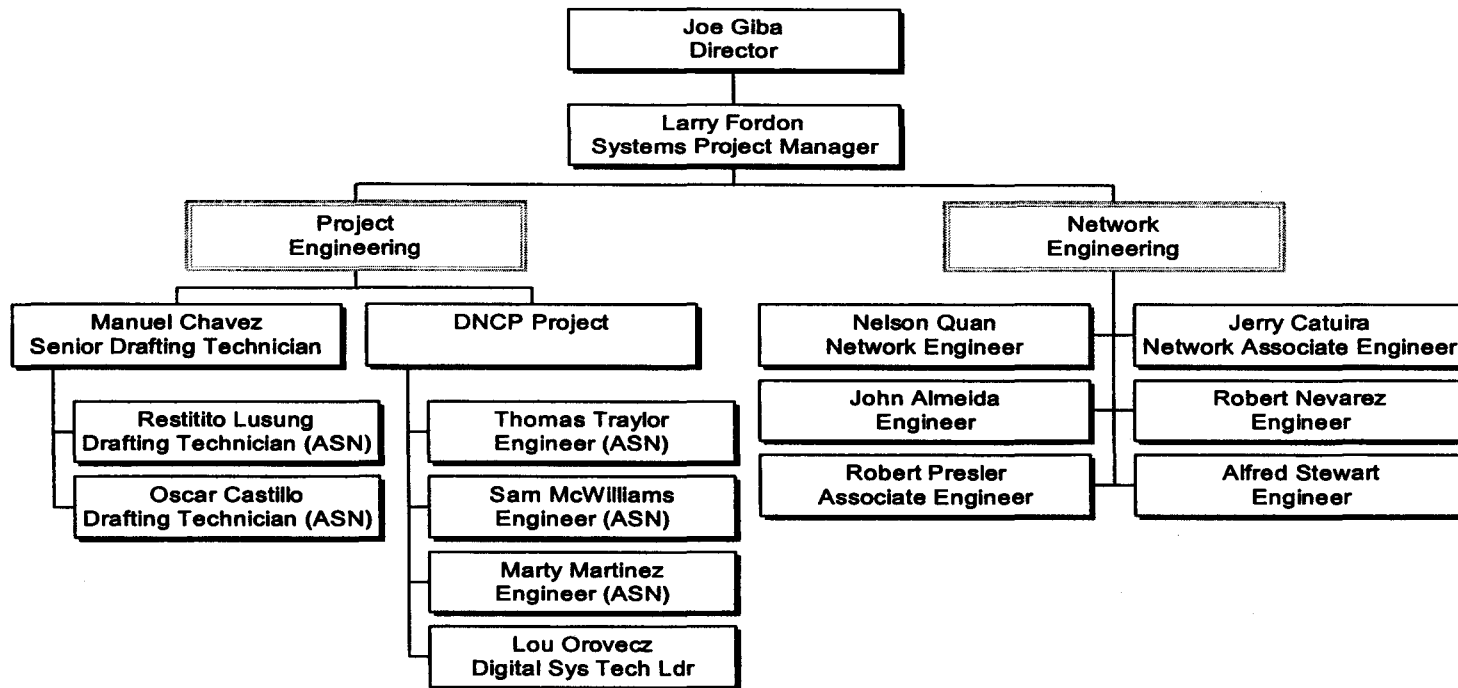 Joe Giba
Director
Larry Fordon
Systems Project Manager
Project
Engineering
Network
Engineering
Manuel Chavez
Senior Drafting Technician
DNCP Project
Restitito Lusung
Drafting Technician (ASN)
Oscar Castillo
Drafting Technician (ASN)
Thomas Traylor
Engineer (ASN)
Sam McWilliams
Engineer (ASN)
Marty Martinez
Engineer (ASN)
Lou Orovecz
Digital Sys Tech Ldr
Nelson Quan
Network Engineer
Jerry Catuira
Network Associate Engineer
John Almeida
Engineer
Robert Nevarez
Engineer
Robert Presler
Associate Engineer
Alfred Stewart
Engineer